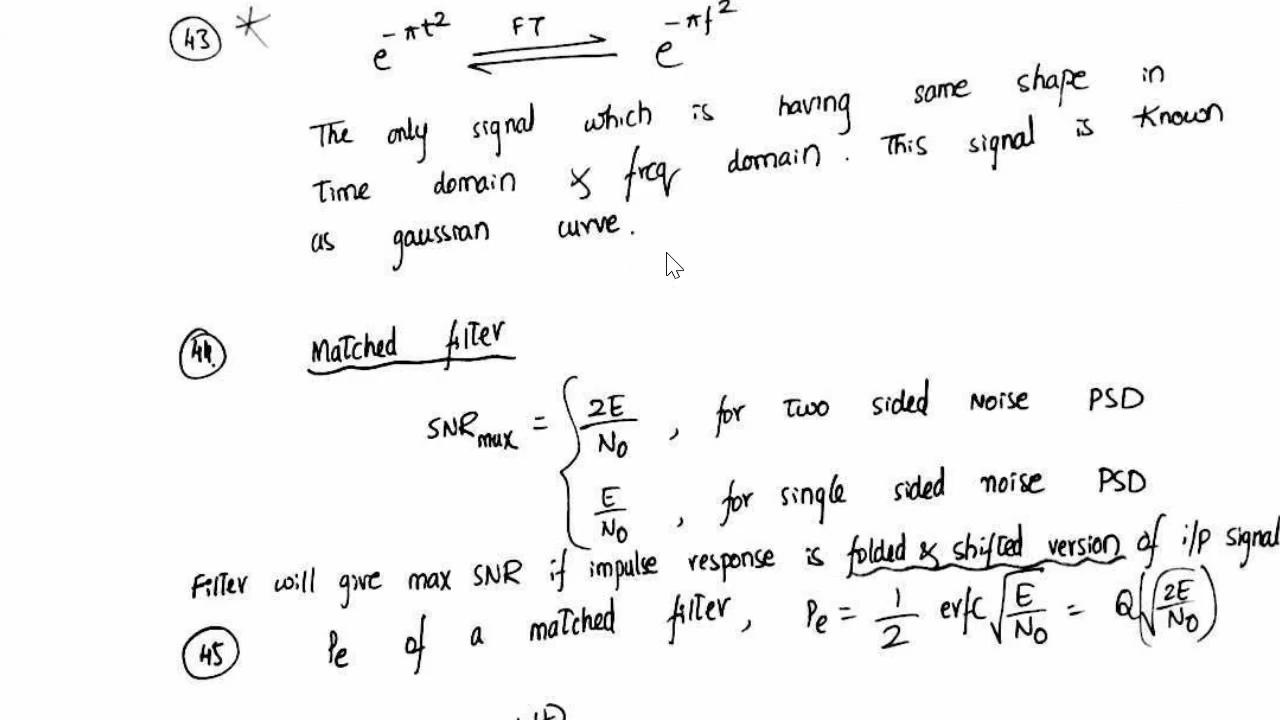 43 * e^{-πt²} ⇌ FT e^{-πf²}
The only signal which is having same shape in
Time domain & freq domain. This signal is known
as gaussian curve.
44. Matched filter
SNR_max = { 2E/N₀ , for Two sided Noise PSD
E/N₀ , for single sided noise PSD
Filter will give max SNR if impulse response is folded & shifted version of i/p signal
45 Pe of a matched filter, Pe = 1/2 erfc √(E/N₀) = Q(√(2E/N₀))